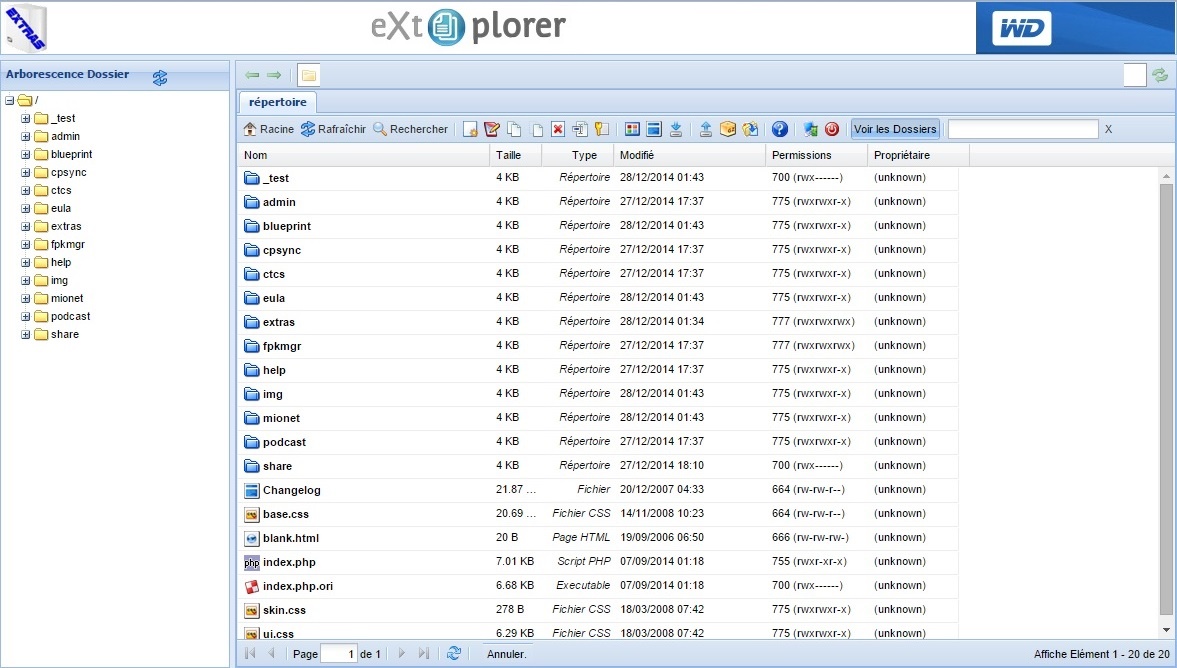 EXTRAS
eXtplorer
WD
Arborescence Dossier
/
_test
admin
blueprint
cpsync
ctcs
eula
extras
fpkmgr
help
img
mionet
podcast
share
répertoire
Racine Rafraîchir Rechercher Voir les Dossiers X
Nom Taille Type Modifié Permissions Propriétaire
_test 4 KB Répertoire 28/12/2014 01:43 700 (rwx------) (unknown)
admin 4 KB Répertoire 27/12/2014 17:37 775 (rwxrwxr-x) (unknown)
blueprint 4 KB Répertoire 28/12/2014 01:43 775 (rwxrwxr-x) (unknown)
cpsync 4 KB Répertoire 27/12/2014 17:37 775 (rwxrwxr-x) (unknown)
ctcs 4 KB Répertoire 27/12/2014 17:37 775 (rwxrwxr-x) (unknown)
eula 4 KB Répertoire 28/12/2014 01:43 775 (rwxrwxr-x) (unknown)
extras 4 KB Répertoire 28/12/2014 01:34 777 (rwxrwxrwx) (unknown)
fpkmgr 4 KB Répertoire 27/12/2014 17:37 777 (rwxrwxrwx) (unknown)
help 4 KB Répertoire 27/12/2014 17:37 775 (rwxrwxr-x) (unknown)
img 4 KB Répertoire 28/12/2014 01:43 775 (rwxrwxr-x) (unknown)
mionet 4 KB Répertoire 28/12/2014 01:43 775 (rwxrwxr-x) (unknown)
podcast 4 KB Répertoire 27/12/2014 17:37 775 (rwxrwxr-x) (unknown)
share 4 KB Répertoire 27/12/2014 18:10 700 (rwx------) (unknown)
Changelog 21.87 ... Fichier 20/12/2007 04:33 664 (rw-rw-r--) (unknown)
base.css 20.69 ... Fichier CSS 14/11/2008 10:23 664 (rw-rw-r--) (unknown)
blank.html 20 B Page HTML 19/09/2006 06:50 666 (rw-rw-rw-) (unknown)
php index.php 7.01 KB Script PHP 07/09/2014 01:18 755 (rwxr-xr-x) (unknown)
index.php.ori 6.68 KB Executable 07/09/2014 01:18 700 (rwx------) (unknown)
skin.css 278 B Fichier CSS 18/03/2008 07:42 775 (rwxrwxr-x) (unknown)
ui.css 6.29 KB Fichier CSS 18/03/2008 07:42 775 (rwxrwxr-x) (unknown)
Page 1 de 1 Annuler. Affiche Elément 1 - 20 de 20